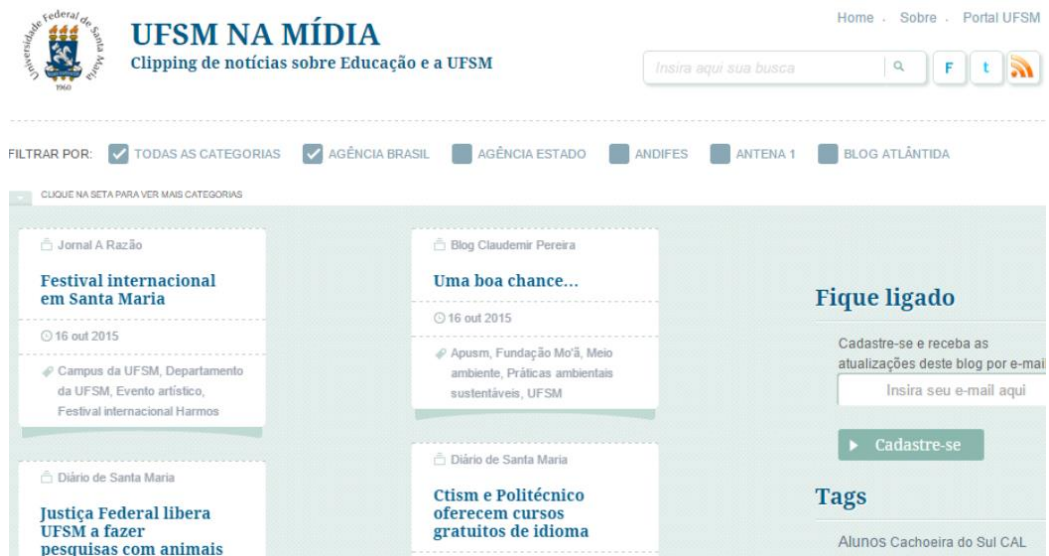 Universidade Federal de Santa Maria
1960
UFSM NA MÍDIA
Clipping de notícias sobre Educação e a UFSM
Home . Sobre . Portal UFSM
Insira aqui sua busca
F
t
FILTRAR POR: TODAS AS CATEGORIAS AGÊNCIA BRASIL AGÊNCIA ESTADO ANDIFES ANTENA 1 BLOG ATLÂNTIDA
CLIQUE NA SETA PARA VER MAIS CATEGORIAS
Jornal A Razão
Festival internacional
em Santa Maria
16 out 2015
Campus da UFSM, Departamento
da UFSM, Evento artístico,
Festival internacional Harmos
Diário de Santa Maria
Justiça Federal libera
UFSM a fazer
pesquisas com animais
Blog Claudemir Pereira
Uma boa chance...
16 out 2015
Apusm, Fundação Mo'ã, Meio
ambiente, Práticas ambientais
sustentáveis, UFSM
Diário de Santa Maria
Ctism e Politécnico
oferecem cursos
gratuitos de idioma
Fique ligado
Cadastre-se e receba as
atualizações deste blog por e-mail
Insira seu e-mail aqui
Cadastre-se
Tags
Alunos Cachoeira do Sul CAL